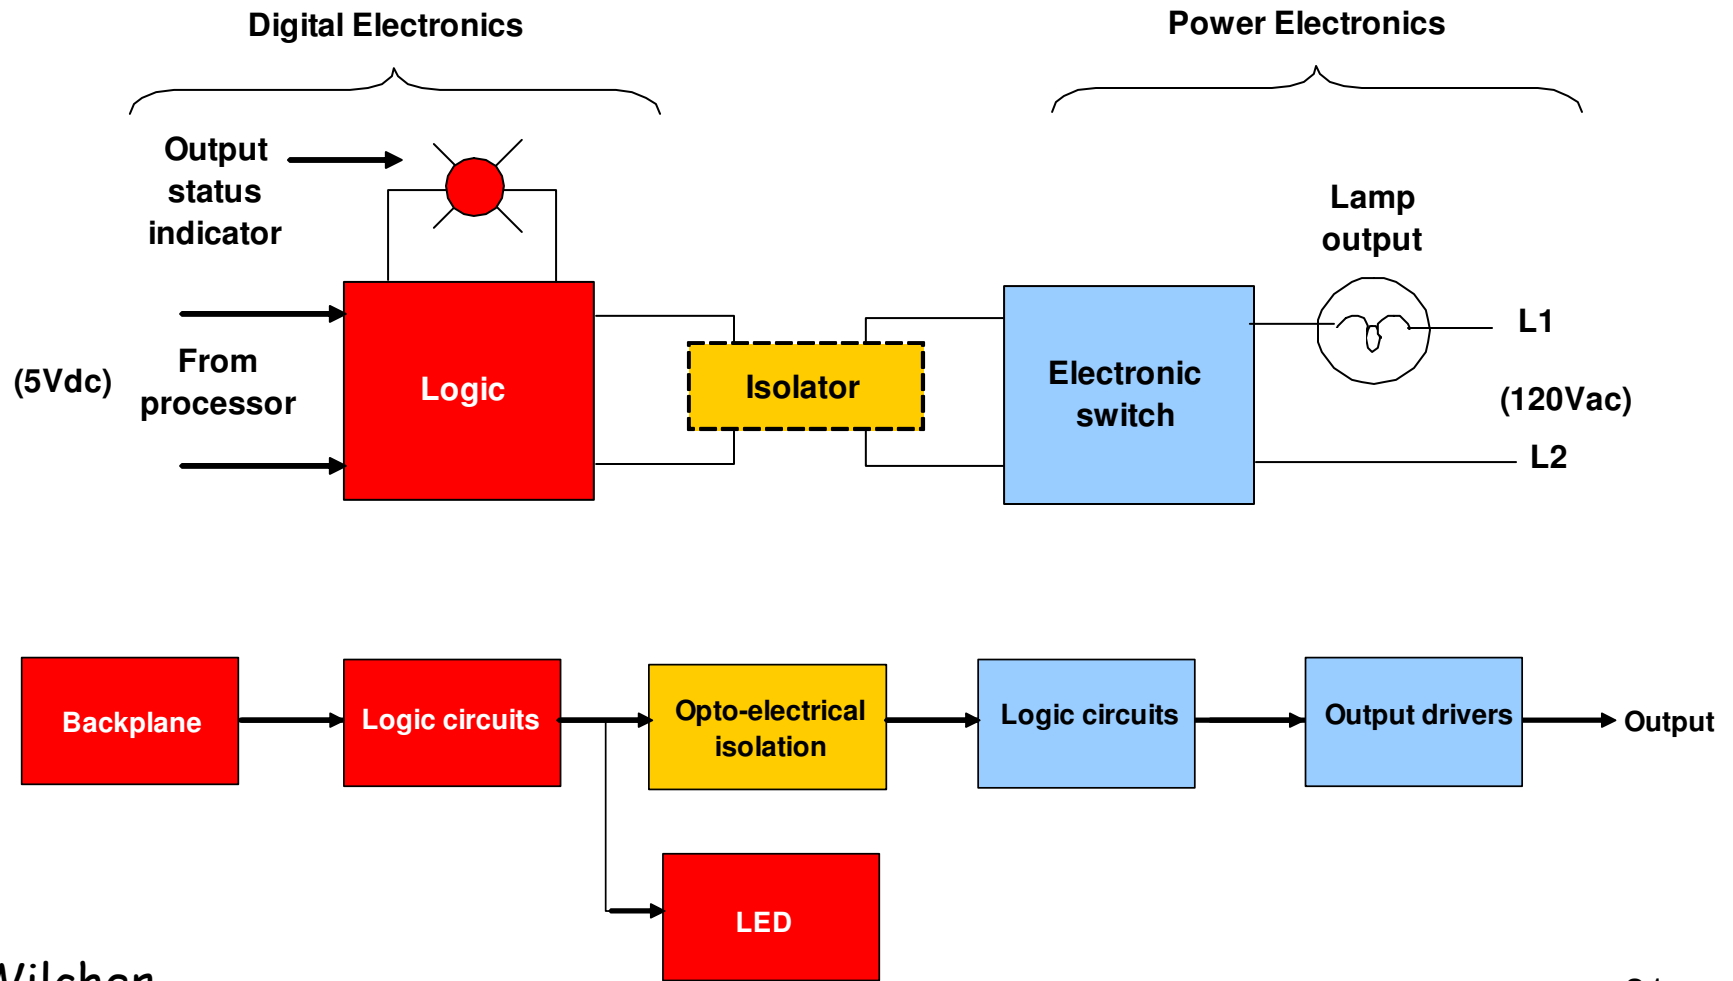 Digital Electronics
Power Electronics
Output
status
indicator
Lamp
output
(5Vdc)
From
processor
Logic
Isolator
Electronic
switch
L1
(120Vac)
L2
Backplane
Logic circuits
Opto-electrical
isolation
Logic circuits
Output drivers
Output
LED